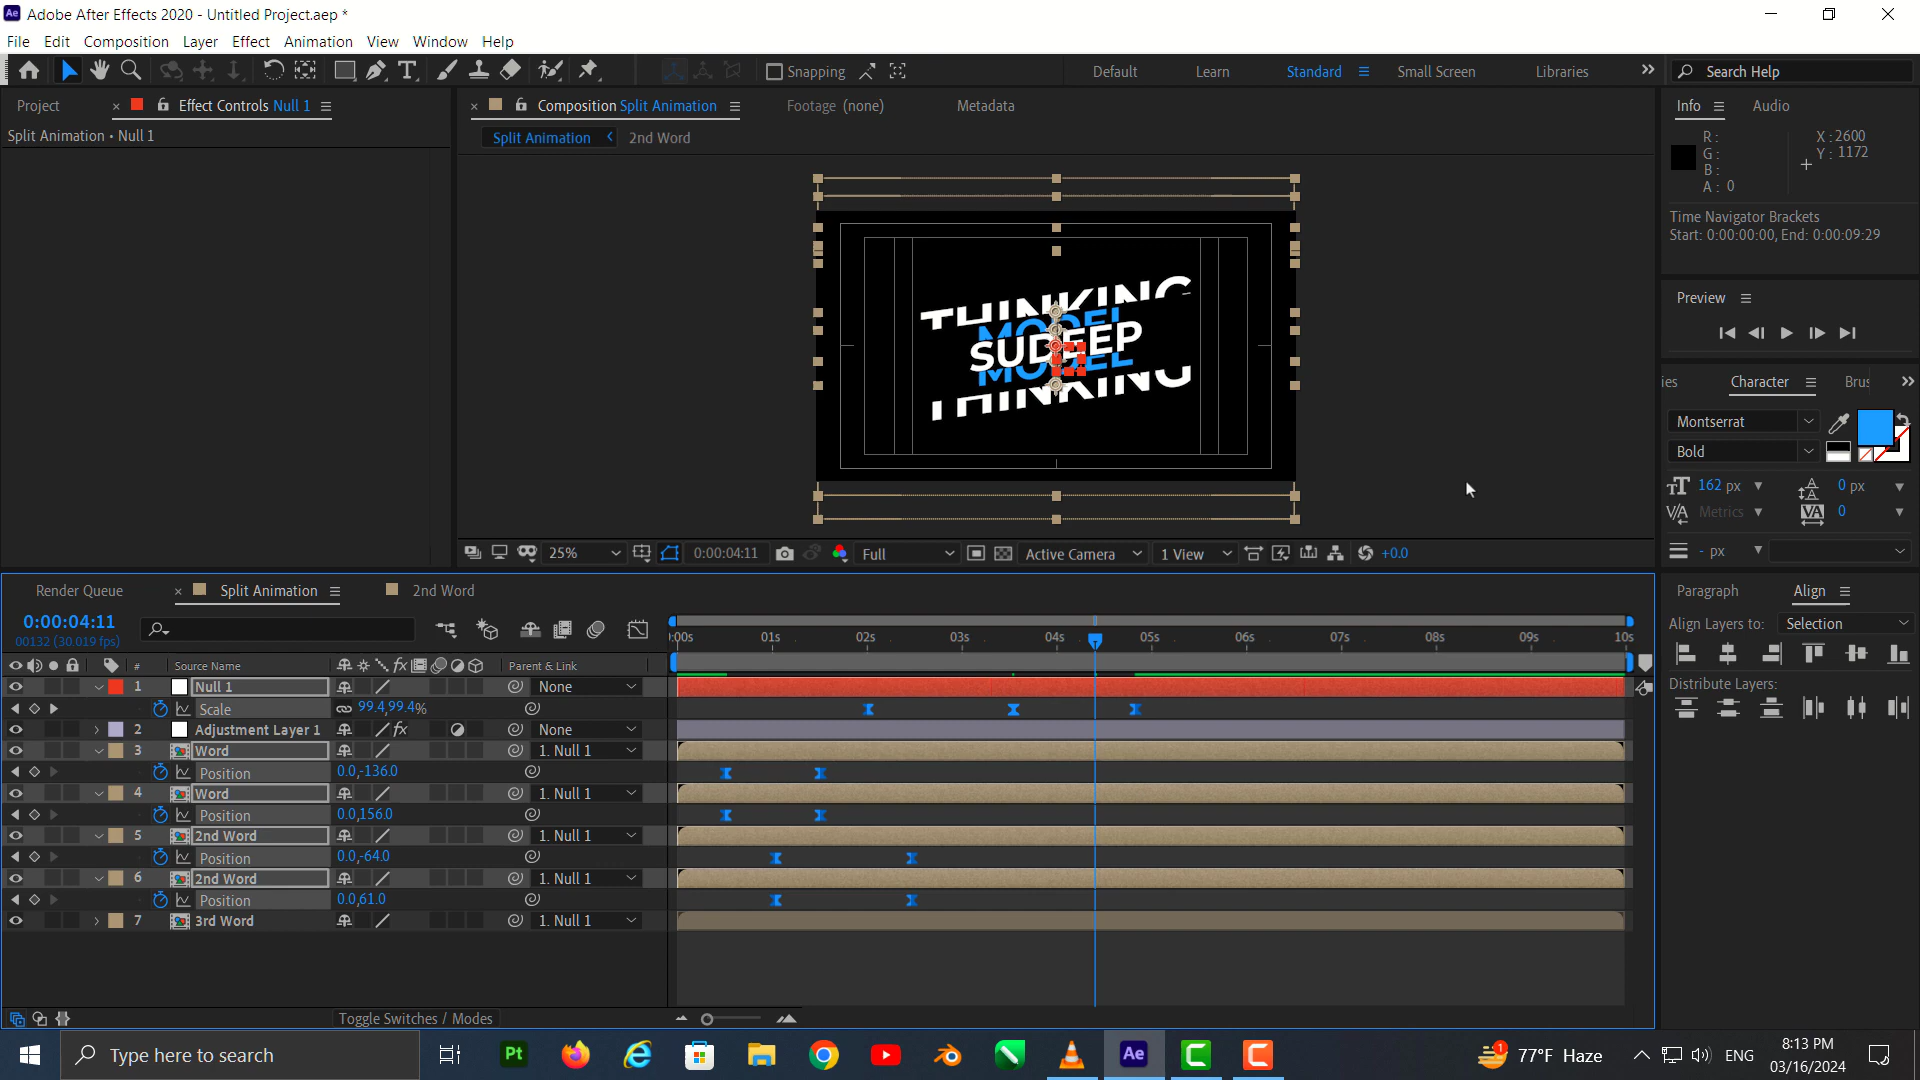 Ae Adobe After Effects 2020 - Untitled Project.aep *
File Edit Composition Layer Effect Animation View Window Help
Snapping Default Learn Standard Small Screen Libraries Search Help
Project Effect Controls Null 1 Composition Split Animation Footage (none) Metadata Info Audio
Split Animation • Null 1
Split Animation 2nd Word
R :
G :
B :
A : 0
X : 2600
Y : 1172
Time Navigator Brackets
Start: 0:00:00:00, End: 0:00:09:29
Preview
THINKING
MODEL
SUDEEP
MODEL
THINKING
ies Character Brus
Montserrat
Bold
162 px 0 px
Metrics 0
- px
25% 0:00:04:11 Full Active Camera 1 View +0.0
Render Queue Split Animation 2nd Word
Paragraph Align
0:00:04:11
00132 (30.019 fps)
:00s 01s 02s 03s 04s 05s 06s 07s 08s 09s 10s
Align Layers to: Selection
# Source Name fx Parent & Link
1 Null 1 None
Scale 99.4,99.4%
2 Adjustment Layer 1 fx None
3 Word 1. Null 1
Position 0.0,-136.0
4 Word 1. Null 1
Position 0.0,156.0
5 2nd Word 1. Null 1
Position 0.0,-64.0
6 2nd Word 1. Null 1
Position 0.0,61.0
7 3rd Word 1. Null 1
Distribute Layers:
Toggle Switches / Modes
Type here to search Pt Ae 1 77°F Haze ENG 8:13 PM
03/16/2024